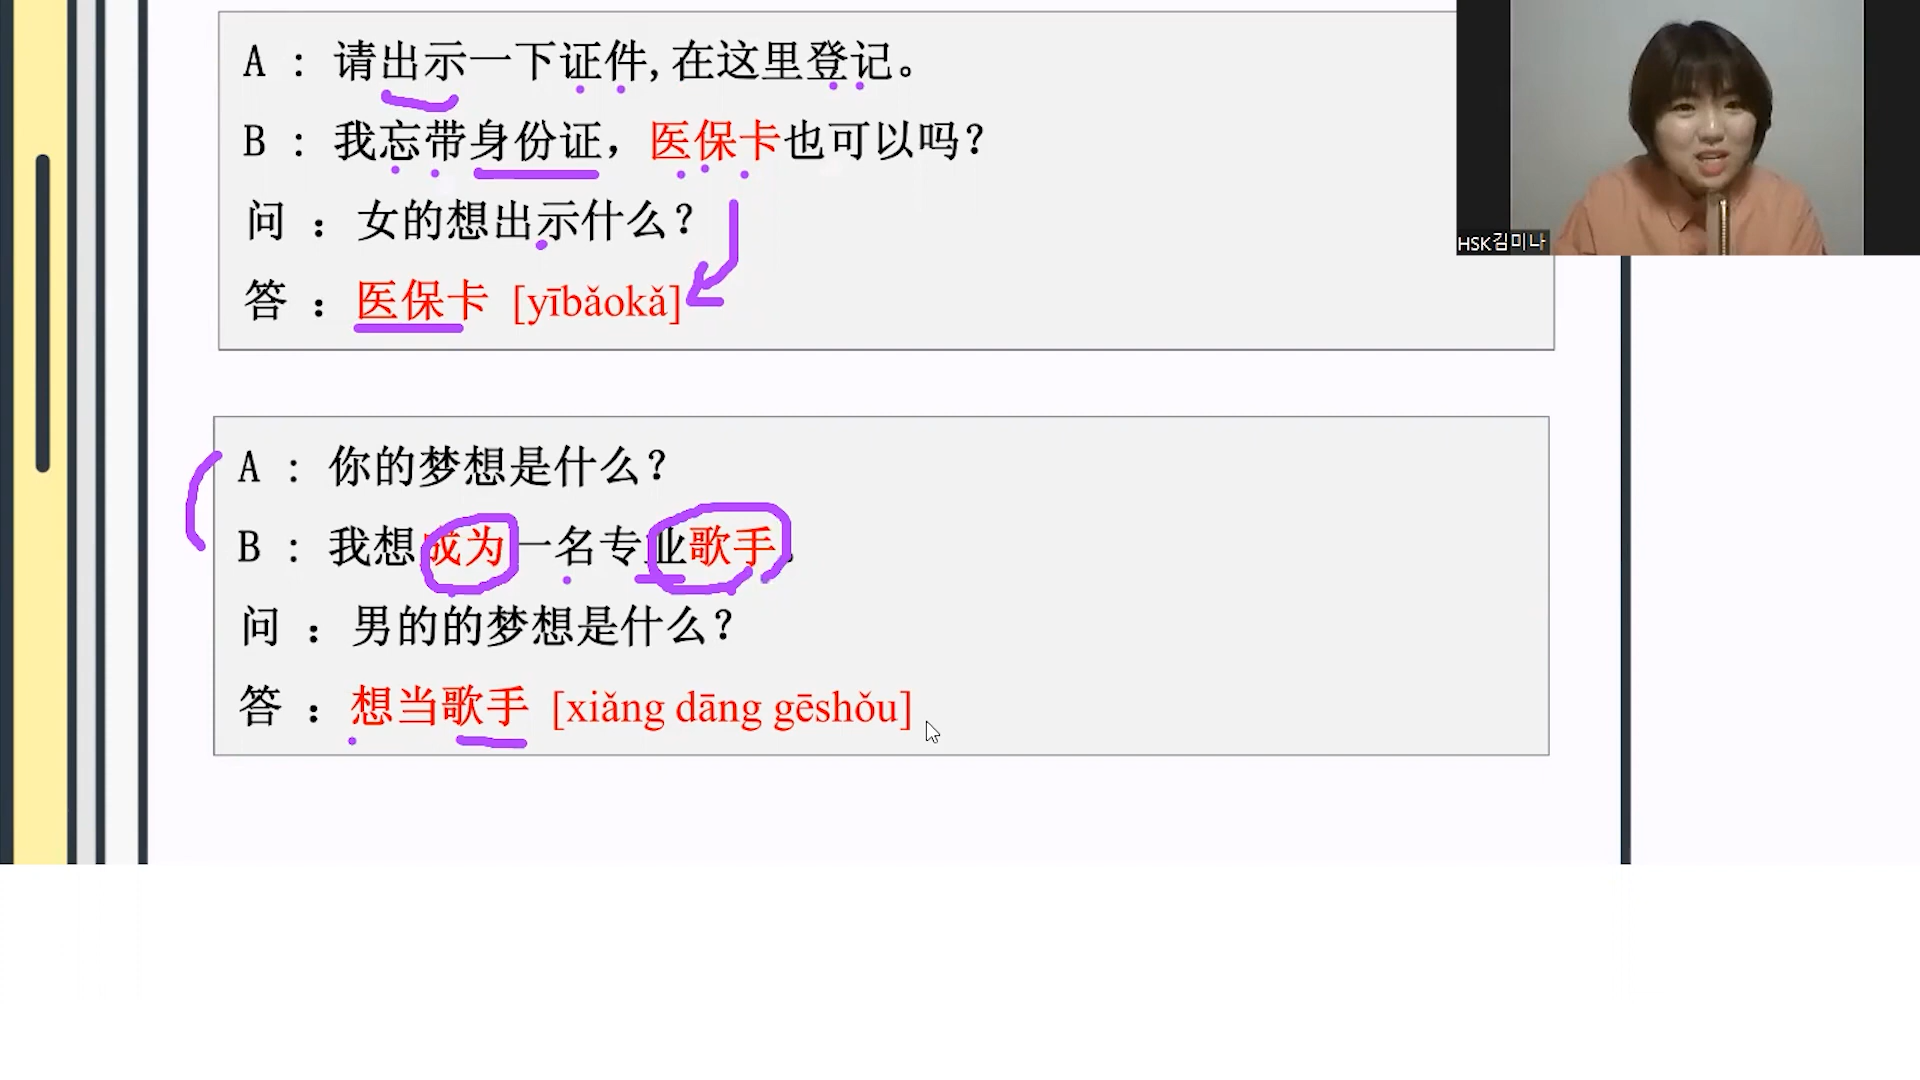 A : 请出示一下证件,在这里登记。
B : 我忘带身份证，医保卡也可以吗？
问 ：女的想出示什么？
答 ：医保卡 [yībǎokǎ]
A : 你的梦想是什么？
B : 我想成为一名专业歌手。
问 ：男的的梦想是什么？
答 ：想当歌手 [xiǎng dāng gēshǒu]
HSK김미나